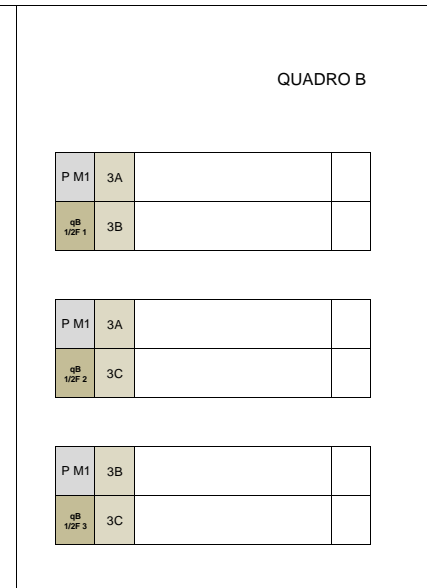 QUADRO B
P M1 3A
qB
1/2F 1
3B
P M1 3A
qB
1/2F 2
3C
P M1 3B
qB
1/2F 3
3C